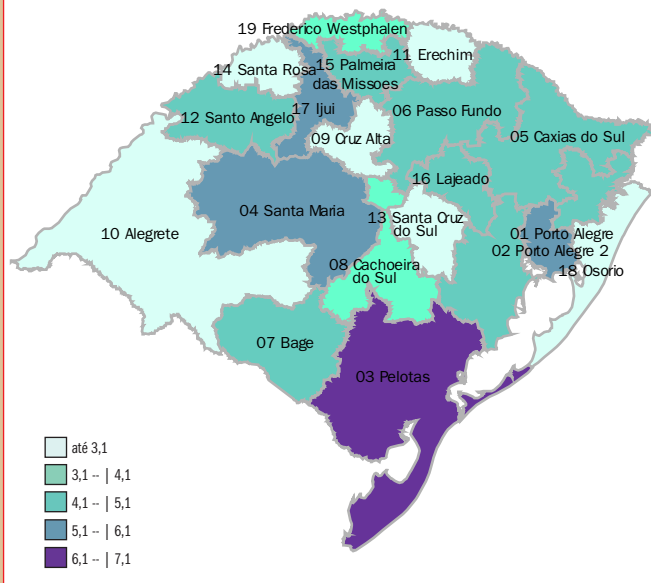 19 Frederico Westphalen
11 Erechim
14 Santa Rosa
15 Palmeira
das Missoes
17 Ijui
06 Passo Fundo
12 Santo Angelo
09 Cruz Alta
05 Caxias do Sul
16 Lajeado
04 Santa Maria
13 Santa Cruz
do Sul
10 Alegrete
01 Porto Alegre
02 Porto Alegre 2
08 Cachoeira
do Sul
18 Osorio
07 Bage
03 Pelotas
até 3,1
3,1 -- | 4,1
4,1 -- | 5,1
5,1 -- | 6,1
6,1 -- | 7,1